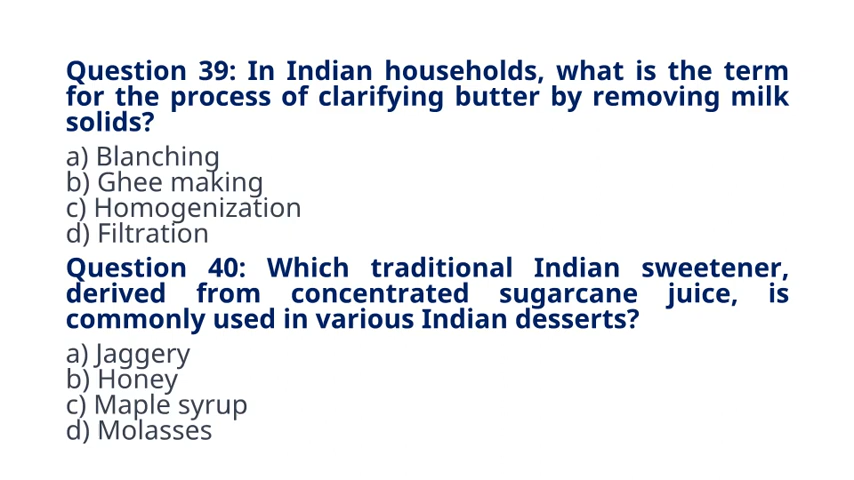 Question 39: In Indian households, what is the term
for the process of clarifying butter by removing milk
solids?
a) Blanching
b) Ghee making
c) Homogenization
d) Filtration
Question 40: Which traditional Indian sweetener,
derived from concentrated sugarcane juice, is
commonly used in various Indian desserts?
a) Jaggery
b) Honey
c) Maple syrup
d) Molasses